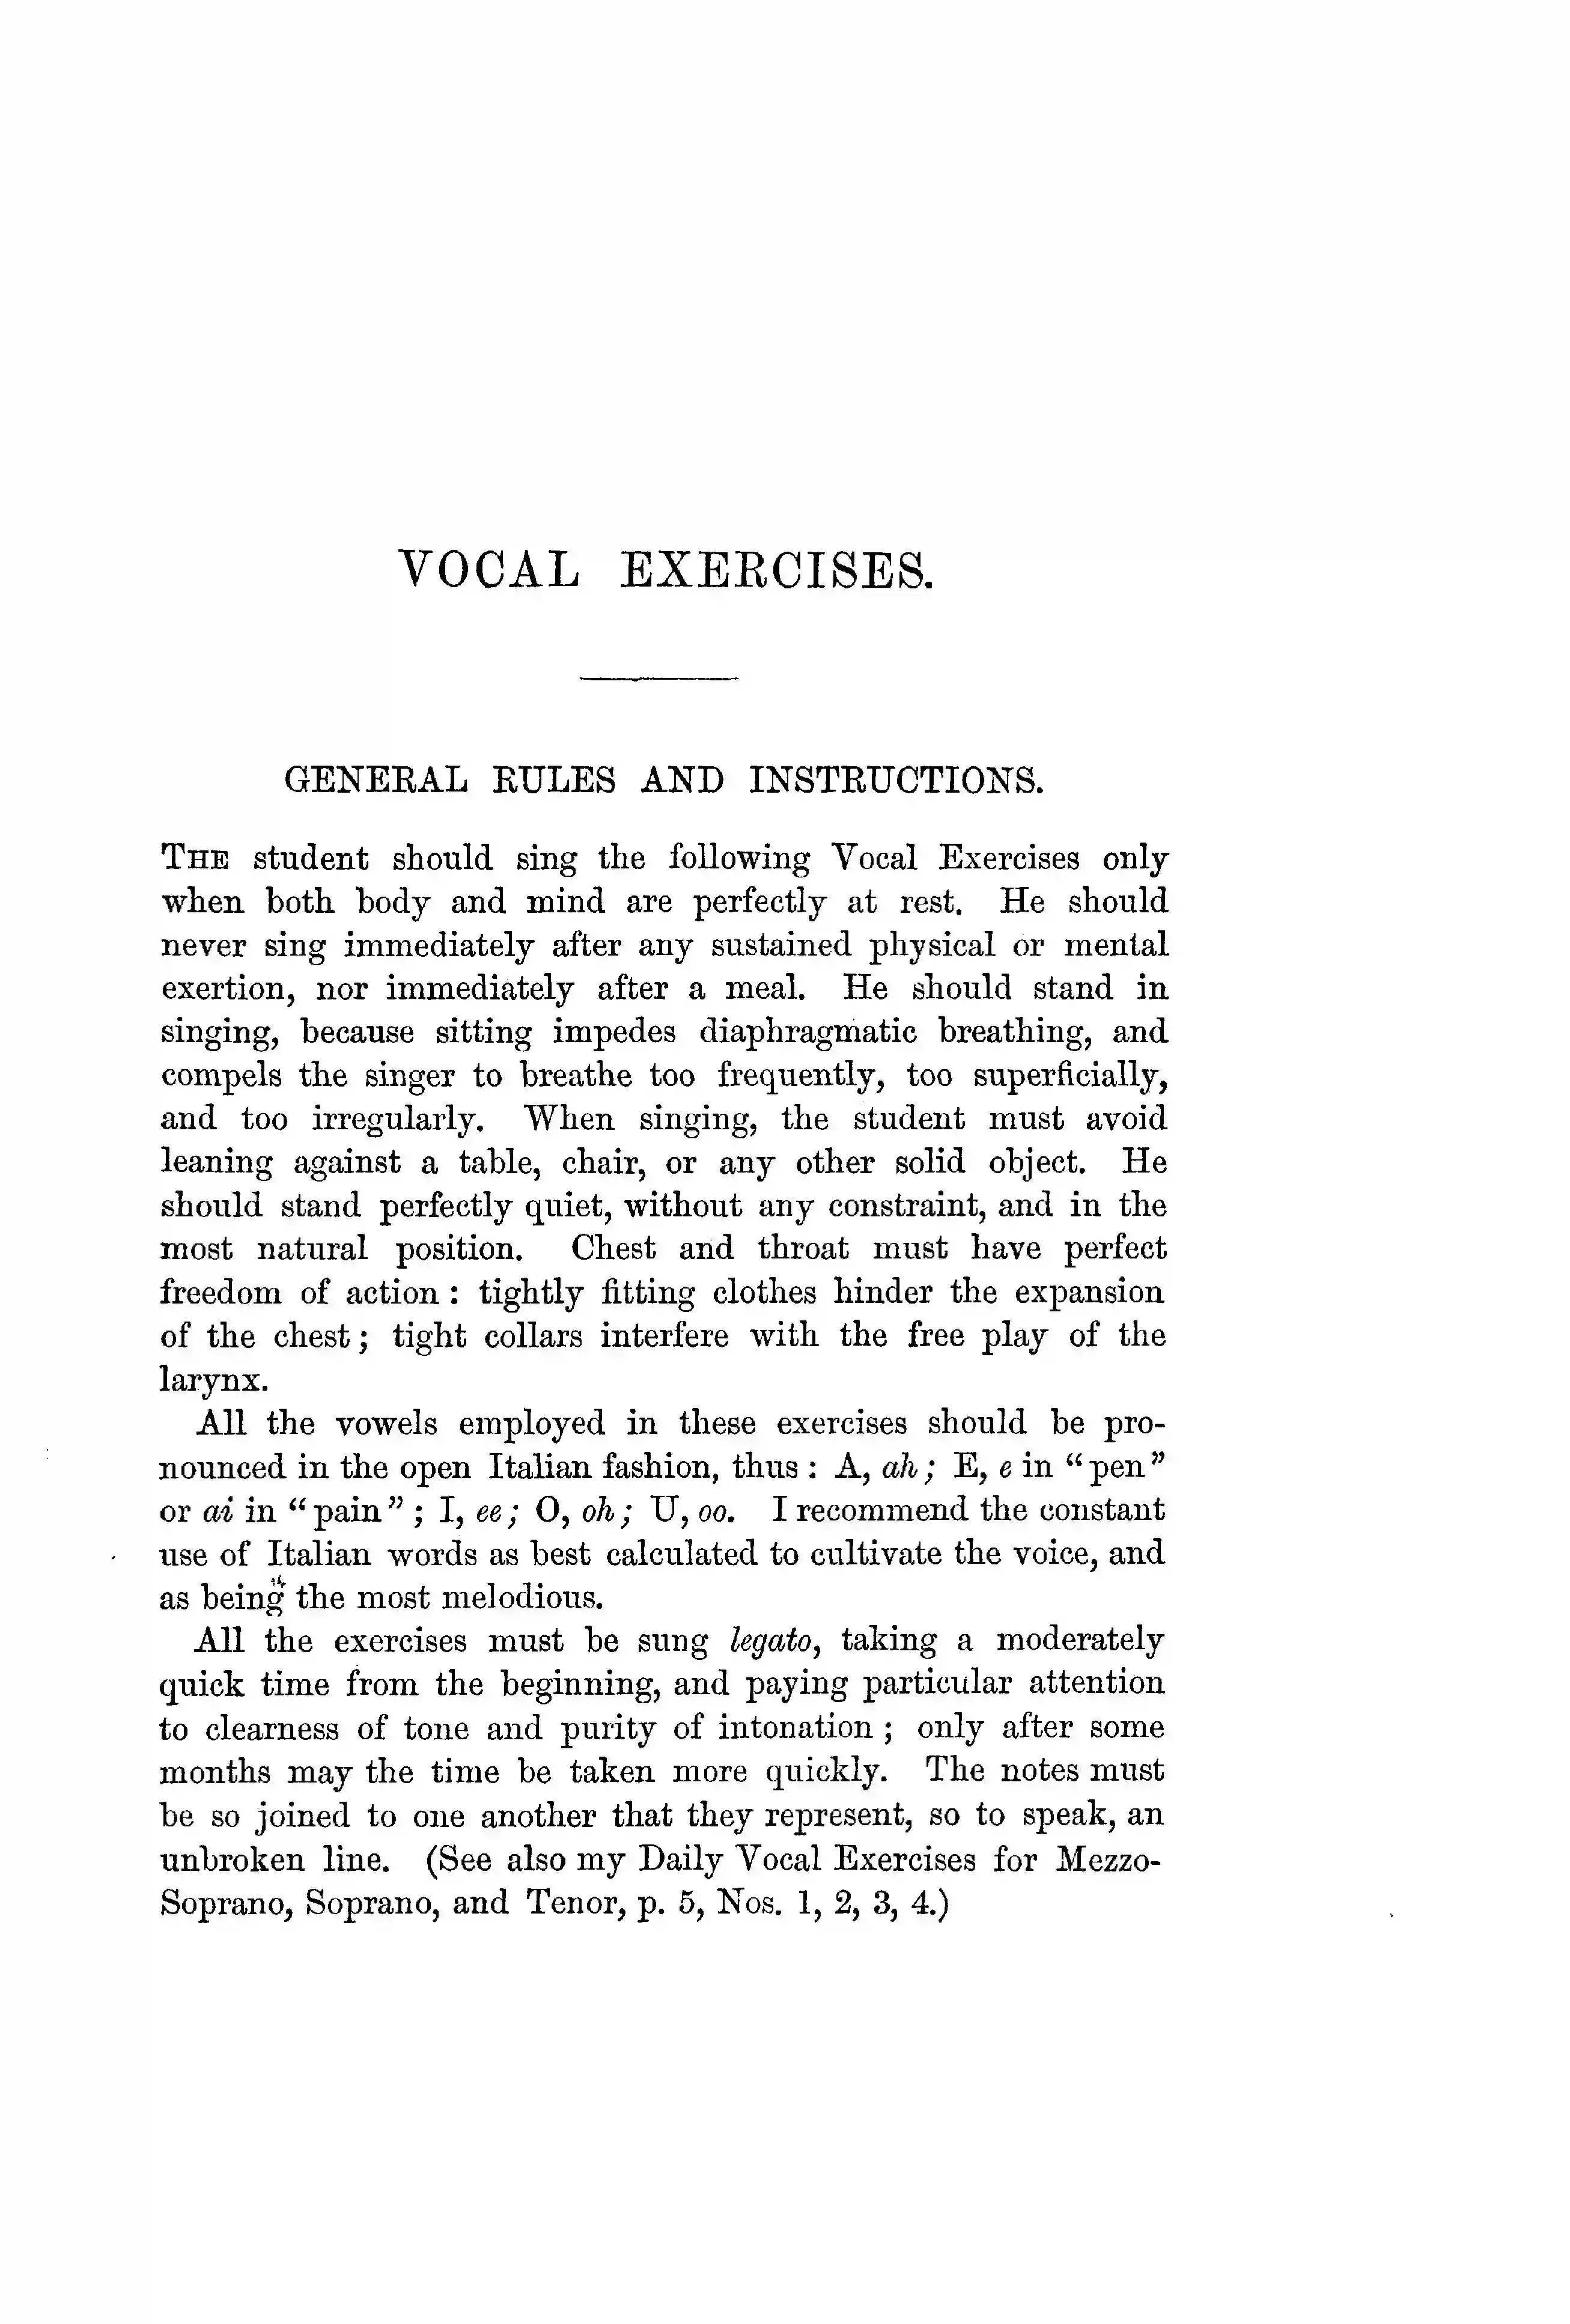 VOCAL EXERCISES.
GENERAL RULES AND INSTRUCTIONS.
THE student should sing the following Vocal Exercises only
when both body and mind are perfectly at rest. He should
never sing immediately after any sustained physical or mental
exertion, nor immediately after a meal. He should stand in
singing, because sitting impedes diaphragmatic breathing, and
compels the singer to breathe too frequently, too superficially,
and too irregularly. When singing, the student must avoid
leaning against a table, chair, or any other solid object. He
should stand perfectly quiet, without any constraint, and in the
most natural position. Chest and throat must have perfect
freedom of action : tightly fitting clothes hinder the expansion
of the chest ; tight collars interfere with the free play of the
larynx.
All the vowels employed in these exercises should be pro-
nounced in the open Italian fashion, thus : A, ah ; E, e in “pen”
or ai in “pain” ; I, ee ; O, oh ; U, oo. I recommend the constant
use of Italian words as best calculated to cultivate the voice, and
as being the most melodious.
All the exercises must be sung legato, taking a moderately
quick time from the beginning, and paying particular attention
to clearness of tone and purity of intonation ; only after some
months may the time be taken more quickly. The notes must
be so joined to one another that they represent, so to speak, an
unbroken line. (See also my Daily Vocal Exercises for Mezzo-
Soprano, Soprano, and Tenor, p. 5, Nos. 1, 2, 3, 4.)